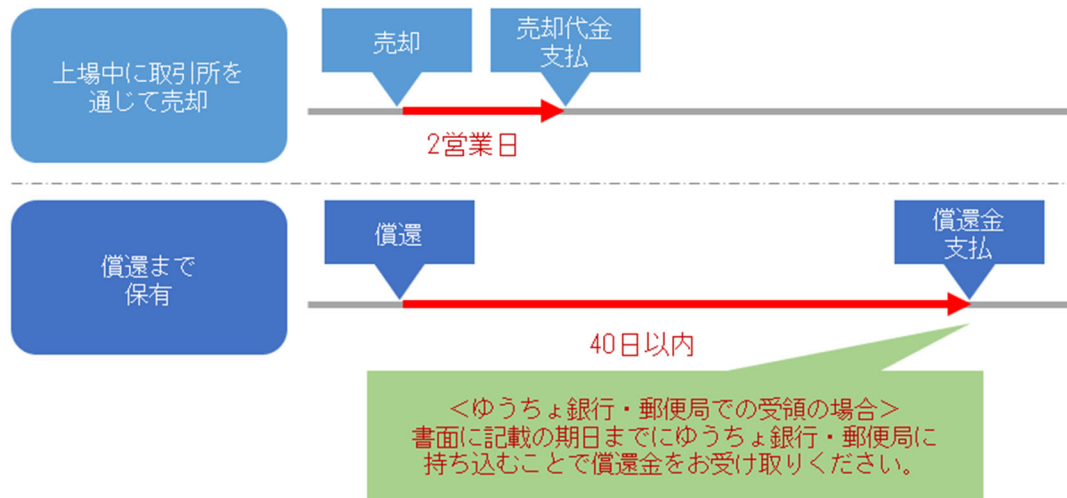 上場中に取引所を
通じて売却
売却
売却代金
支払
2営業日
償還まで
保有
償還
償還金
支払
40日以内
＜ゆうちょ銀行・郵便局での受領の場合＞
書面に記載の期日までにゆうちょ銀行・郵便局に
持ち込むことで償還金をお受け取りください。